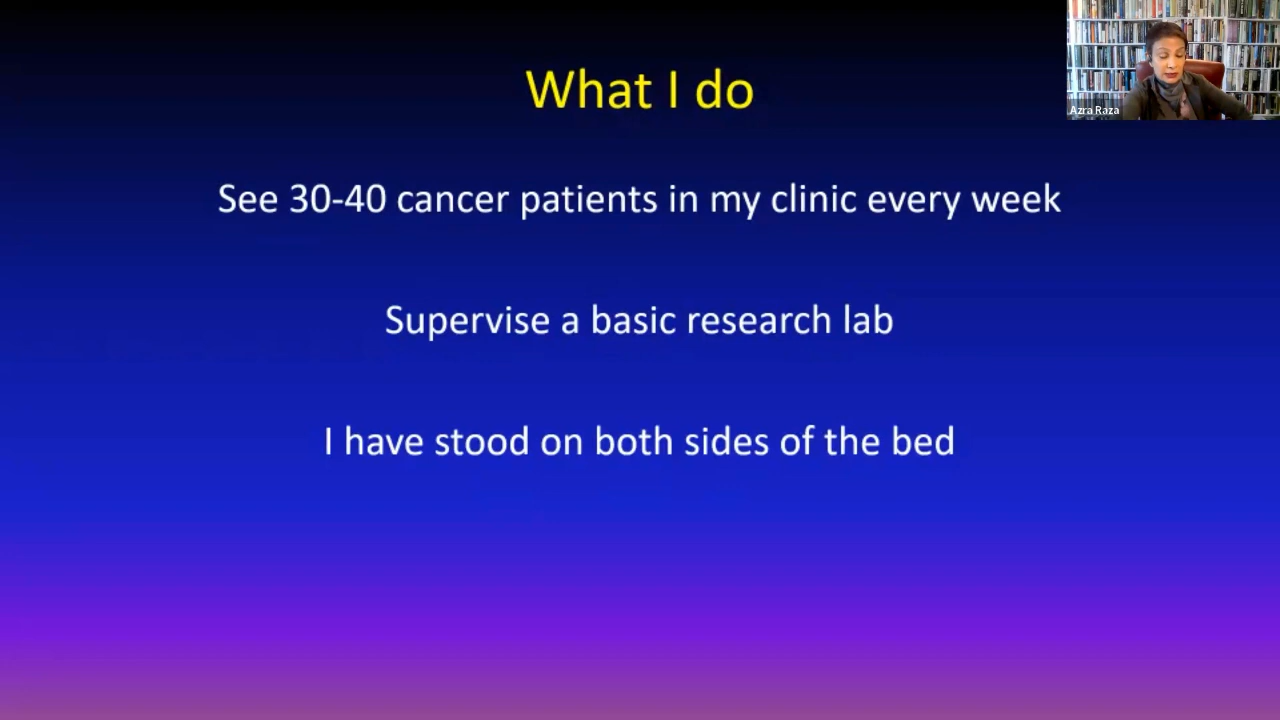 What I do
Azra Raza
See 30-40 cancer patients in my clinic every week
Supervise a basic research lab
I have stood on both sides of the bed